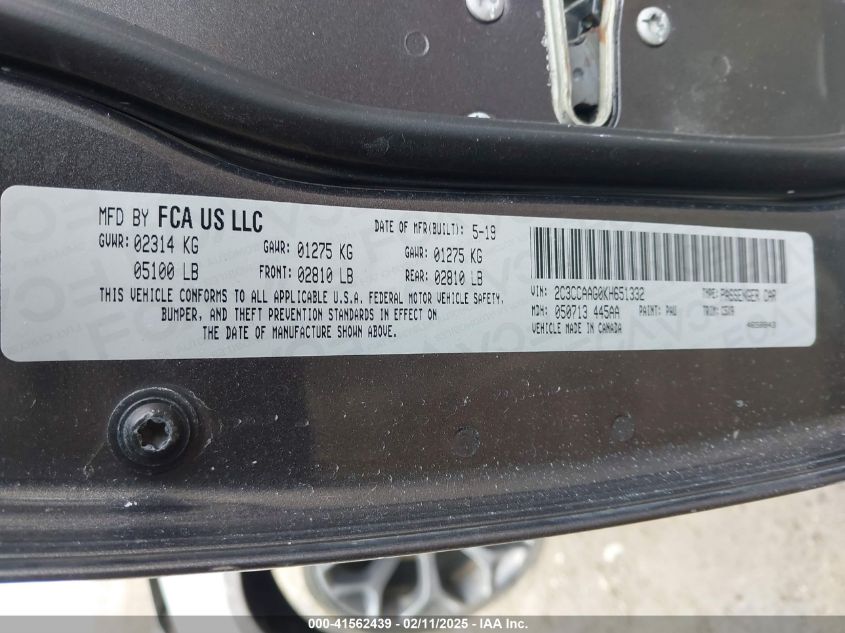 MFD BY FCA US LLC
DATE OF MFR(BUILT): 5-19
GVWR: 02314 KG
GAWR: 01275 KG
GAWR: 01275 KG
05100 LB
FRONT: 02810 LB
REAR: 02810 LB
THIS VEHICLE CONFORMS TO ALL APPLICABLE U.S.A. FEDERAL MOTOR VEHICLE SAFETY,
BUMPER, AND THEFT PREVENTION STANDARDS IN EFFECT ON
THE DATE OF MANUFACTURE SHOWN ABOVE.
VIN: 2C3CCAAG0KH651332
TYPE: PASSENGER CAR
MDH: 050713 445AA
PAINT: PAU
TRIM:
VEHICLE MADE IN CANADA
000-41562439 - 02/11/2025 - IAA Inc.